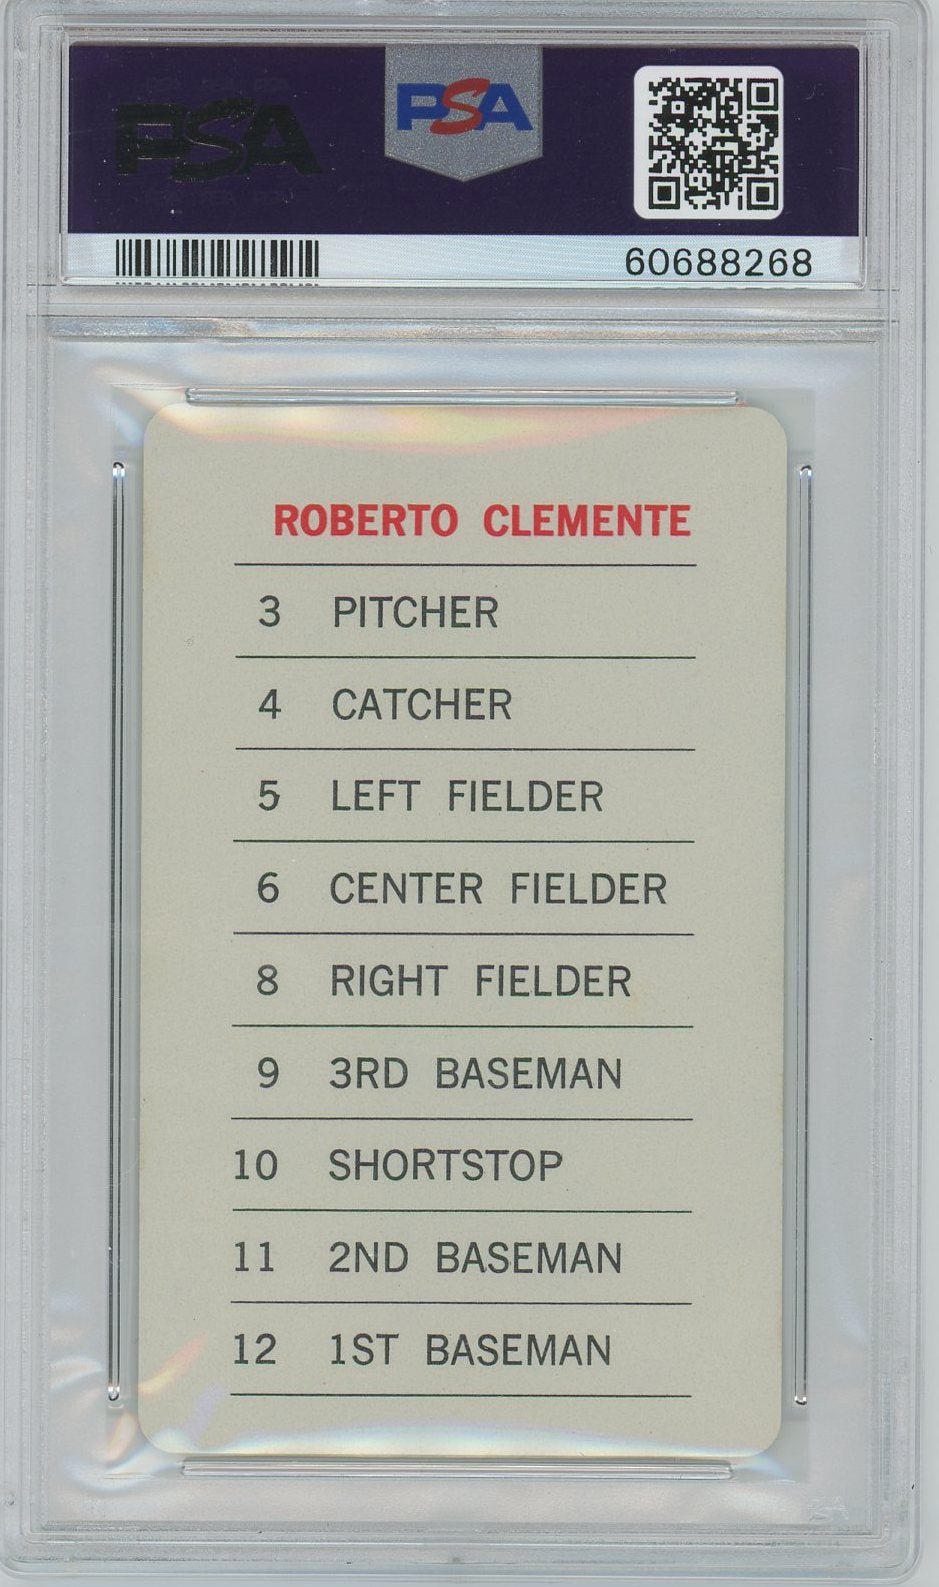 PSA
PSA
60688268
ROBERTO CLEMENTE
3 PITCHER
4 CATCHER
5 LEFT FIELDER
6 CENTER FIELDER
8 RIGHT FIELDER
9 3RD BASEMAN
10 SHORTSTOP
11 2ND BASEMAN
12 1ST BASEMAN